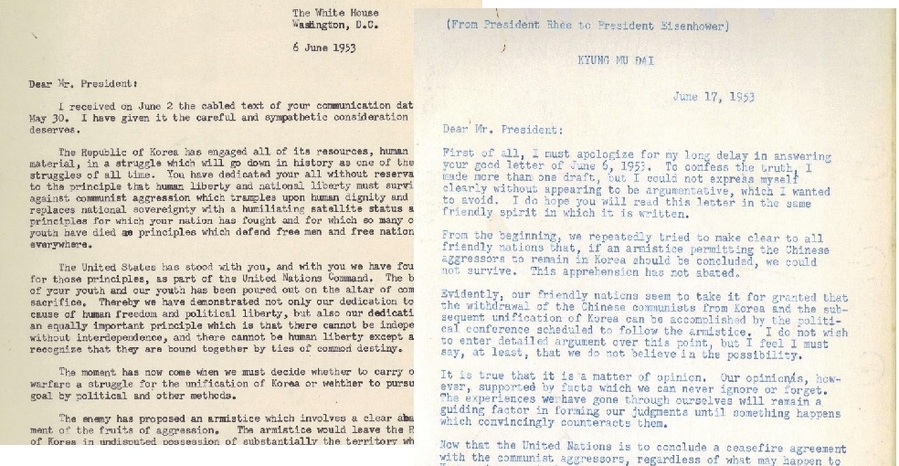 The White House
Washington, D.C.
6 June 1953
Dear Mr. President:
I received on June 2 the cabled text of your communication dat
May 30. I have given it the careful and sympathetic consideration
deserves.
The Republic of Korea has engaged all of its resources, human
material, in a struggle which will go down in history as one of the
struggles of all time. You have dedicated your all without reserva
to the principle that human liberty and national liberty must survi
against communist aggression which tramples upon human dignity and
replaces national sovereignty with a humiliating satellite status
principles for which your nation has fought and for which so many o
youth have died as principles which defend free men and free nation
everywhere.
The United States has stood with you, and with you we have fou
for those principles, as part of the United Nations Command. The b
of your youth and our youth has been poured out on the altar of com
sacrifice. Thereby we have demonstrated not only our dedication to
cause of human freedom and political liberty, but also our dedicati
an equally important principle which is that there cannot be indepe
without interdependence, and there cannot be human liberty except a
recognize that they are bound together by ties of common destiny.
The moment has now come when we must decide whether to carry o
warfare a struggle for the unification of Korea or wehther to pursu
goal by political and other methods.
The enemy has proposed an armistice which involves a clear aba
ment of the fruits of aggression. The armistice would leave the R
of Korea in undisputed possession of substantially the territory wh
(From President Rhee to President Eisenhower)
KYUNG MU DAI
June 17, 1953
Dear Mr. President:
First of all, I must apologize for my long delay in answering
your good letter of June 6, 1953. To confess the truth, I
made more than one draft, but I could not express myself
clearly without appearing to be argumentative, which I wanted
to avoid. I do hope you will read this letter in the same
friendly spirit in which it is written.
From the beginning, we repeatedly tried to make clear to all
friendly nations that, if an armistice permitting the Chinese
aggressors to remain in Korea should be concluded, we could
not survive. This apprehension has not abated.
Evidently, our friendly nations seem to take it for granted that
the withdrawal of the Chinese communists from Korea and the sub-
sequent unification of Korea can be accomplished by the politi-
cal conference scheduled to follow the armistice. I do not wish
to enter detailed argument over this point, but I feel I must
say, at least, that we do not believe in the possibility.
It is true that it is a matter of opinion. Our opinion is, how-
ever, supported by facts which we can never ignore or forget.
The experiences we have gone through ourselves will remain a
guiding factor in forming our judgments until something happens
which convincingly counteracts them.
Now that the United Nations is to conclude a ceasefire agreement
with the communist aggressors, regardless of what may happen to